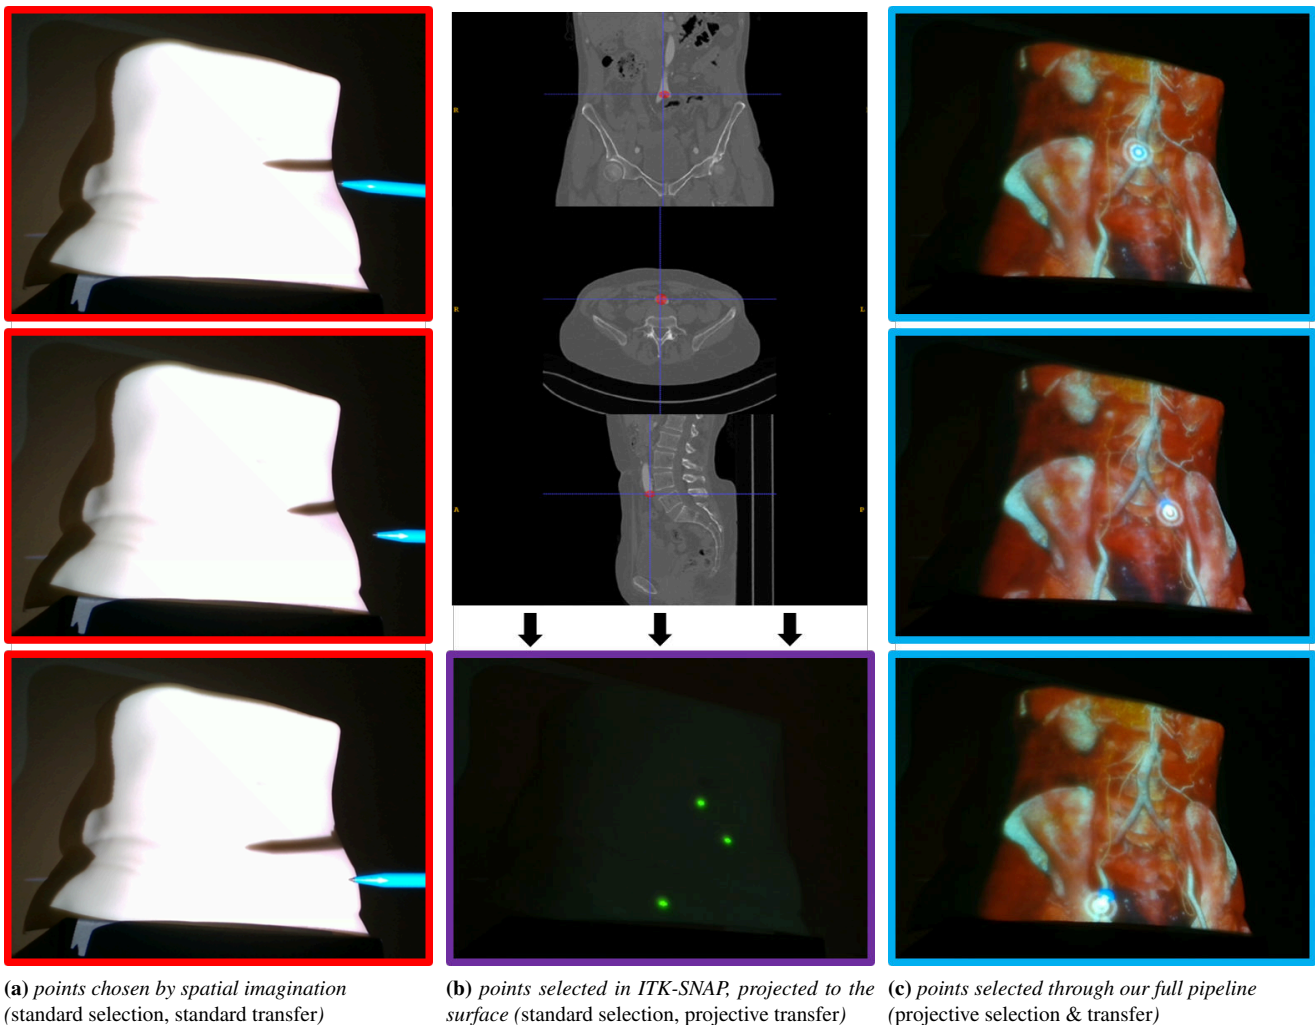 R
R
L
A
P
(a) points chosen by spatial imagination
(standard selection, standard transfer)
(b) points selected in ITK-SNAP, projected to the
surface (standard selection, projective transfer)
(c) points selected through our full pipeline
(projective selection & transfer)